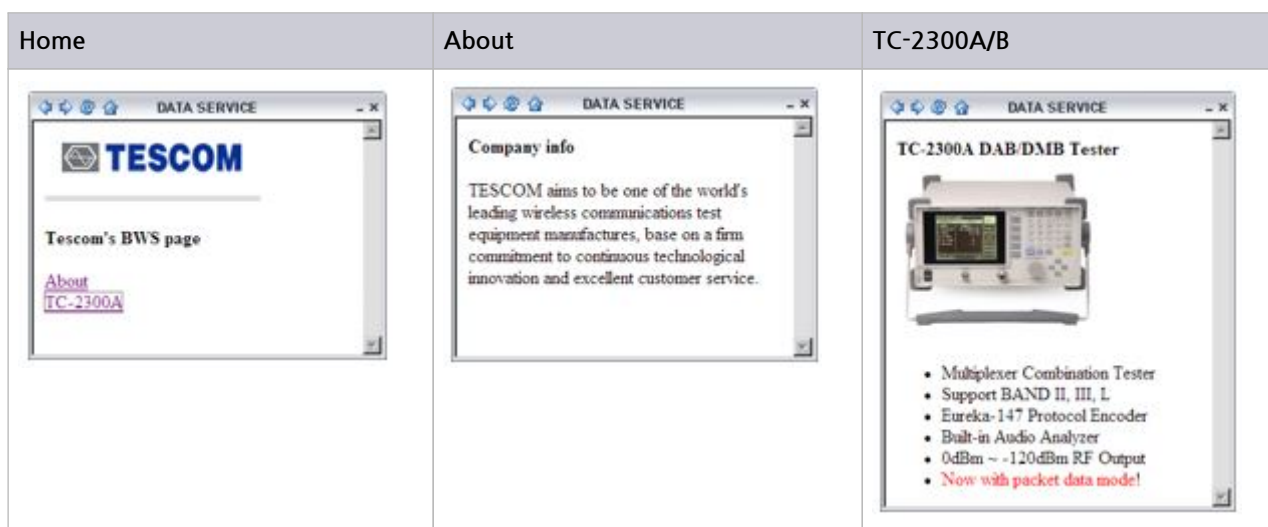 Home
About
TC-2300A/B
DATA SERVICE
TESCOM
Tescom's BWS page
About
TC-2300A
DATA SERVICE
Company info
TESCOM aims to be one of the world's
leading wireless communications test
equipment manufactures, base on a firm
commitment to continuous technological
innovation and excellent customer service.
DATA SERVICE
TC-2300A DAB/DMB Tester
• Multiplexer Combination Tester
• Support BAND II, III, L
• Eureka-147 Protocol Encoder
• Built-in Audio Analyzer
• 0dBm ~ -120dBm RF Output
• Now with packet data mode!